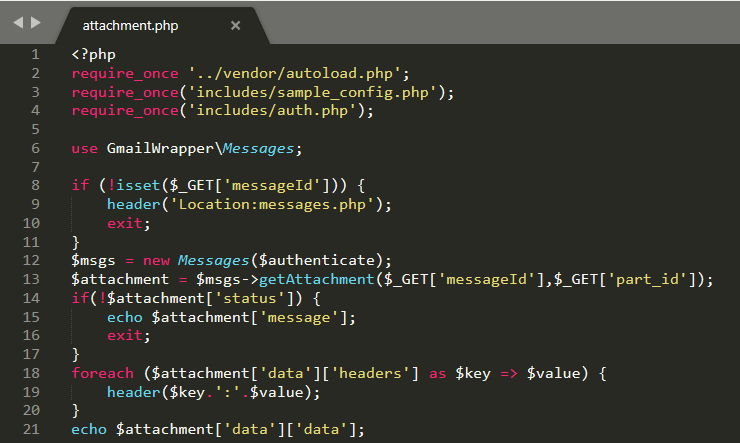 attachment.php ×
1 <?php
2 require_once '../vendor/autoload.php';
3 require_once('includes/sample_config.php');
4 require_once('includes/auth.php');
5
6 use GmailWrapper\Messages;
7
8 if (!isset($_GET['messageId'])) {
9     header('Location:messages.php');
10     exit;
11 }
12 $msgs = new Messages($authenticate);
13 $attachment = $msgs->getAttachment($_GET['messageId'],$_GET['part_id']);
14 if(!$attachment['status']) {
15     echo $attachment['message'];
16     exit;
17 }
18 foreach ($attachment['data']['headers'] as $key => $value) {
19     header($key.':'.$value);
20 }
21 echo $attachment['data']['data'];